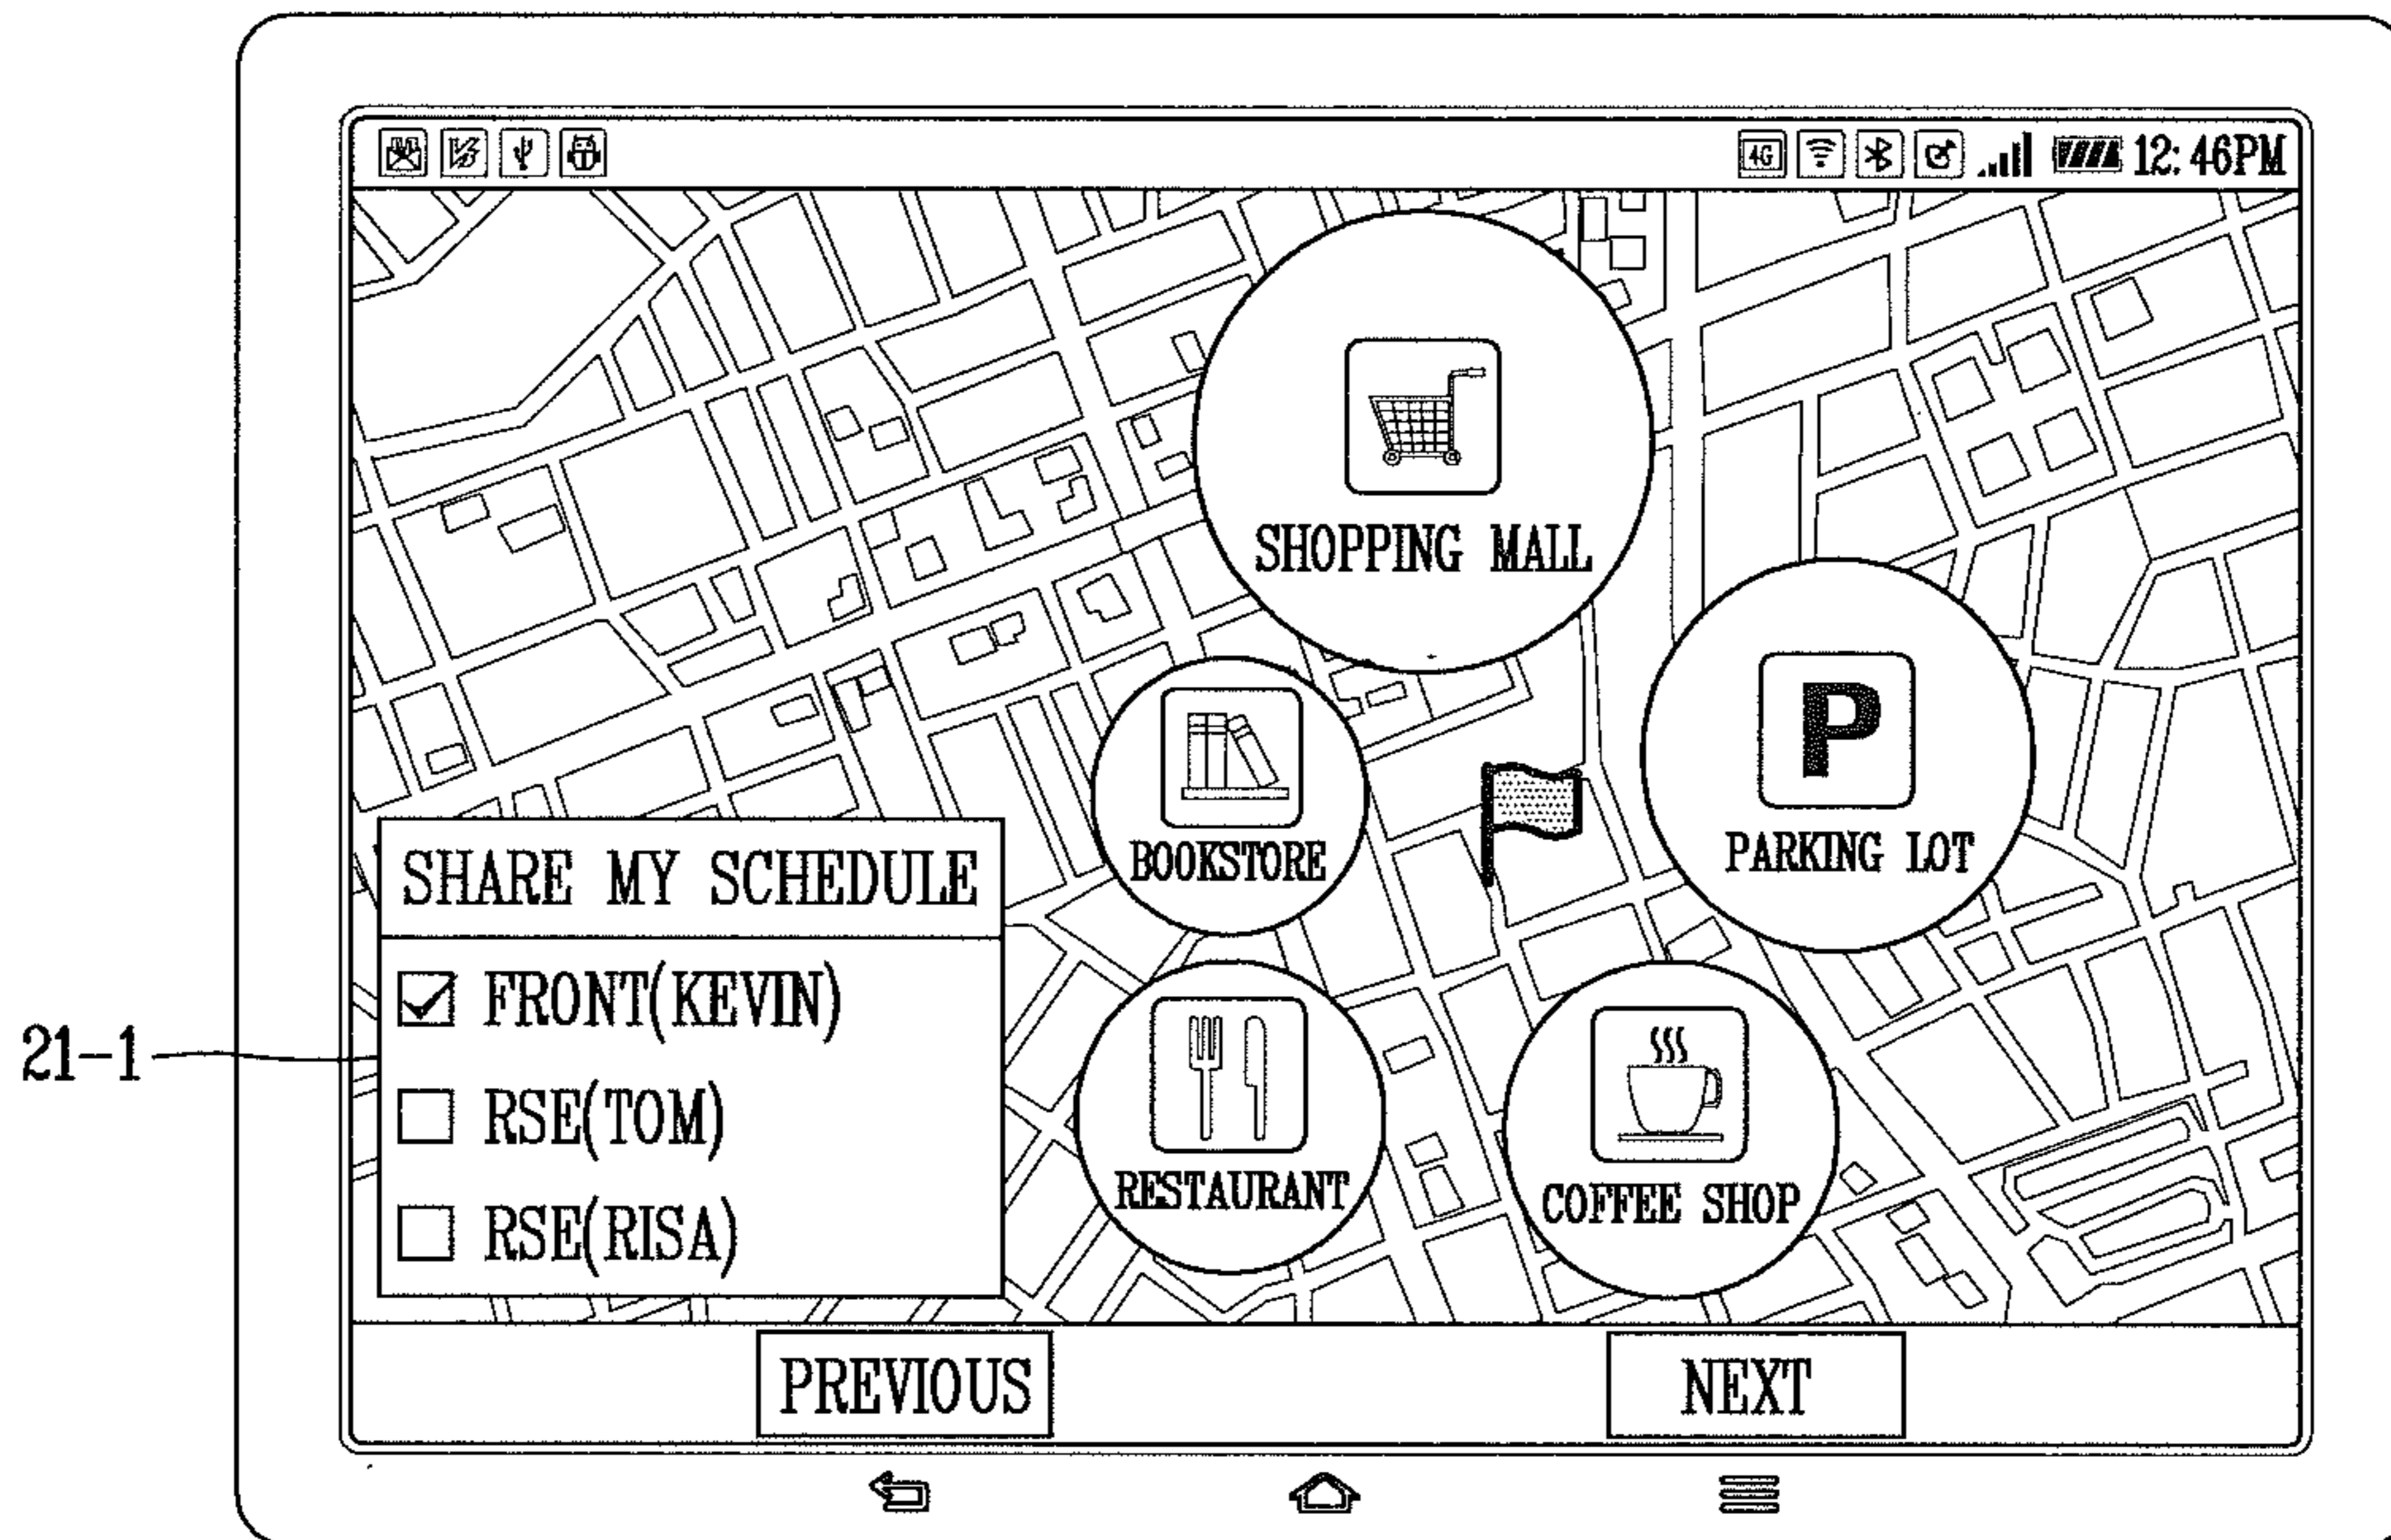 4G 12:46PM
SHOPPING MALL
P
PARKING LOT
BOOKSTORE
SHARE MY SCHEDULE
FRONT(KEVIN)
RSE(TOM)
RSE(RISA)
21-1
RESTAURANT
COFFEE SHOP
PREVIOUS
NEXT